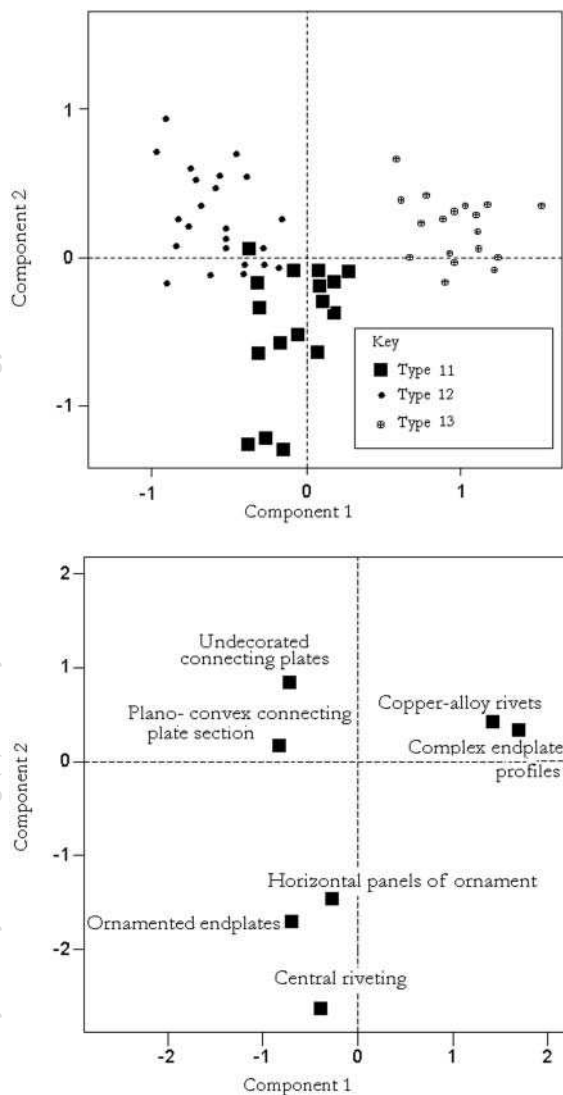 1
0
-1
Component 2
Key
Type 11
Type 12
Type 13
-1
0
1
Component 1
2
1
0
-1
-2
Component 2
Undecorated
connecting plates
Plano- convex connecting
plate section
Copper-alloy rivets
Complex endplate
profiles
Horizontal panels of ornament
Ornamented endplates
Central riveting
-2
-1
0
1
2
Component 1